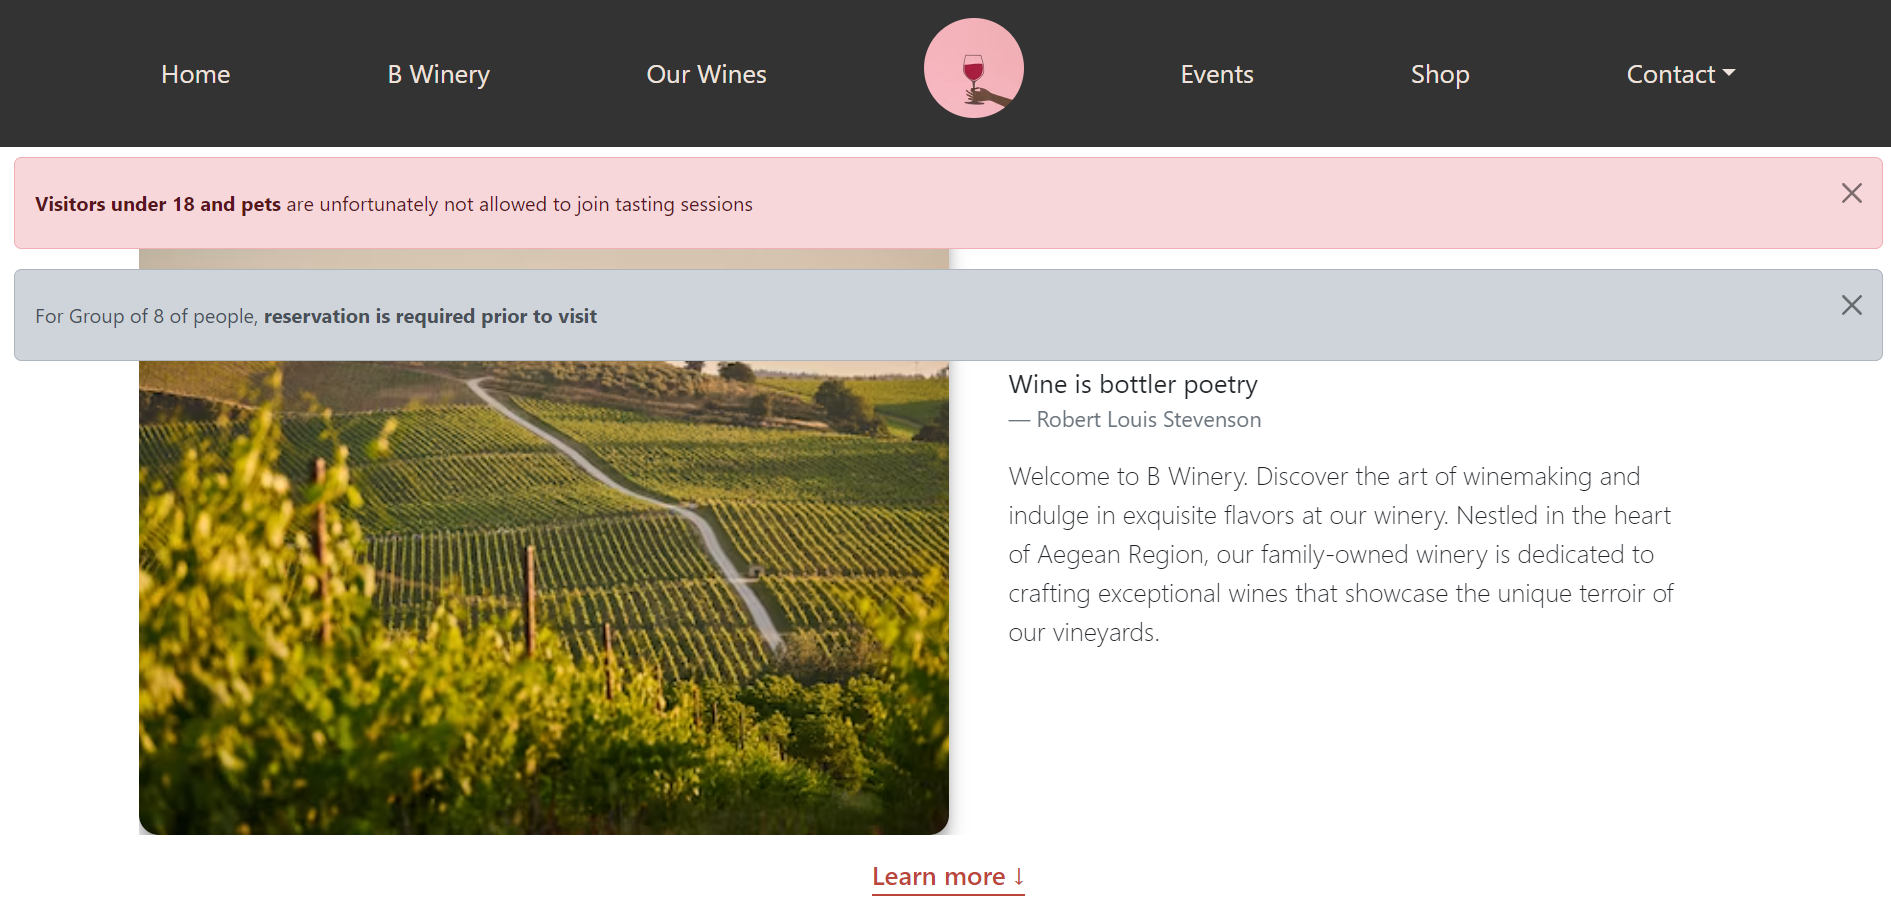 Home
B Winery
Our Wines
Events
Shop
Contact
Visitors under 18 and pets are unfortunately not allowed to join tasting sessions
For Group of 8 of people, reservation is required prior to visit
Wine is bottler poetry
— Robert Louis Stevenson
Welcome to B Winery. Discover the art of winemaking and
indulge in exquisite flavors at our winery. Nestled in the heart
of Aegean Region, our family-owned winery is dedicated to
crafting exceptional wines that showcase the unique terroir of
our vineyards.
Learn more ↓